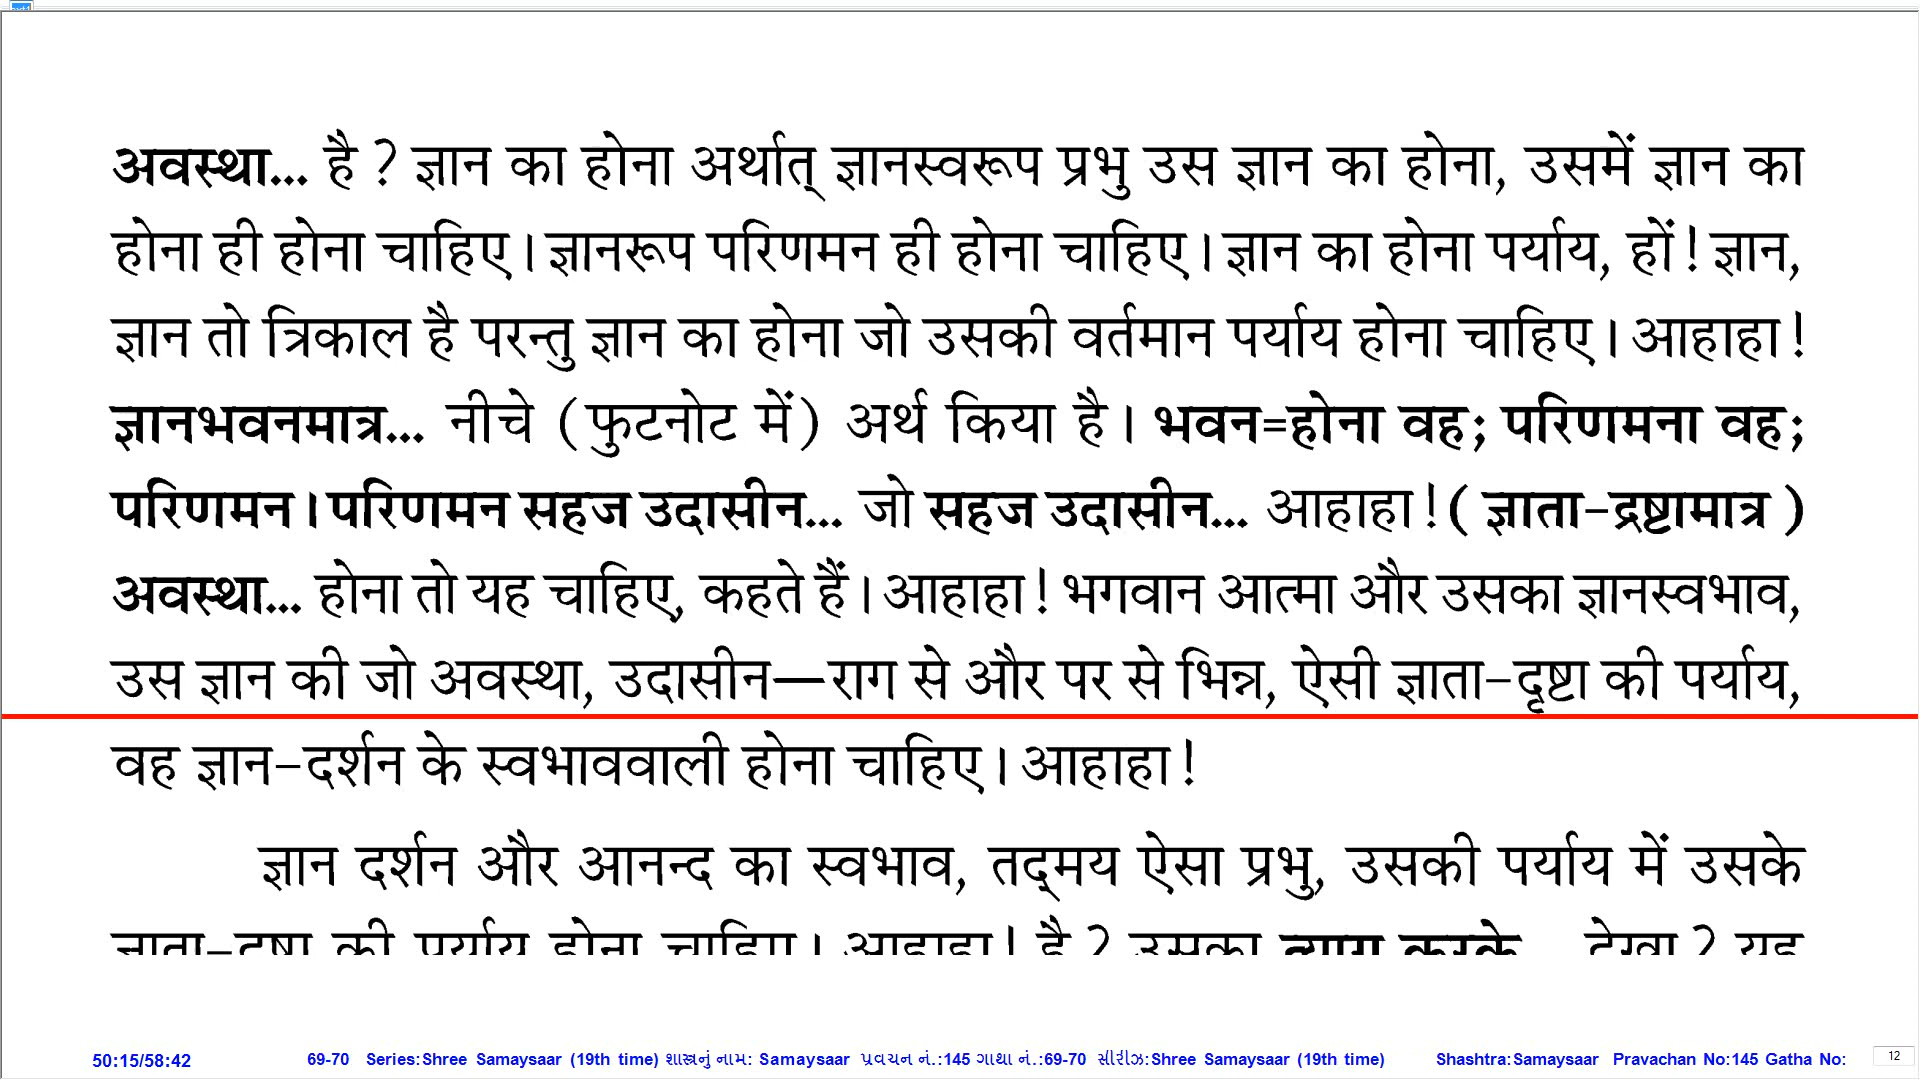 अवस्था... है ? ज्ञान का होना अर्थात् ज्ञानस्वरूप प्रभु उस ज्ञान का होना, उसमें ज्ञान का
होना ही होना चाहिए। ज्ञानरूप परिणमन ही होना चाहिए। ज्ञान का होना पर्याय, हों! ज्ञान,
ज्ञान तो त्रिकाल है परन्तु ज्ञान का होना जो उसकी वर्तमान पर्याय होना चाहिए। आहाहा!
ज्ञानभवनमात्र... नीचे (फुटनोट में) अर्थ किया है। भवन=होना वह; परिणमना वह;
परिणमन। परिणमन सहज उदासीन... जो सहज उदासीन... आहाहा! ( ज्ञाता-द्रष्टामात्र )
अवस्था... होना तो यह चाहिए, कहते हैं। आहाहा! भगवान आत्मा और उसका ज्ञानस्वभाव,
उस ज्ञान की जो अवस्था, उदासीन—राग से और पर से भिन्न, ऐसी ज्ञाता-दृष्टा की पर्याय,
वह ज्ञान-दर्शन के स्वभाववाली होना चाहिए। आहाहा!
ज्ञान दर्शन और आनन्द का स्वभाव, तद्मय ऐसा प्रभु, उसकी पर्याय में उसके
ज्ञाता-दृष्टा की पर्याय होना चाहिए। आहाहा! है ? उसका त्याग करके... देखा ? यह
50:15/58:42 69-70 Series:Shree Samaysaar (19th time) શાસ્ત્રનું નામ: Samaysaar પ્રવચન નં.:145 ગાથા નં.:69-70 સીરીઝ:Shree Samaysaar (19th time) Shashtra:Samaysaar Pravachan No:145 Gatha No: 12